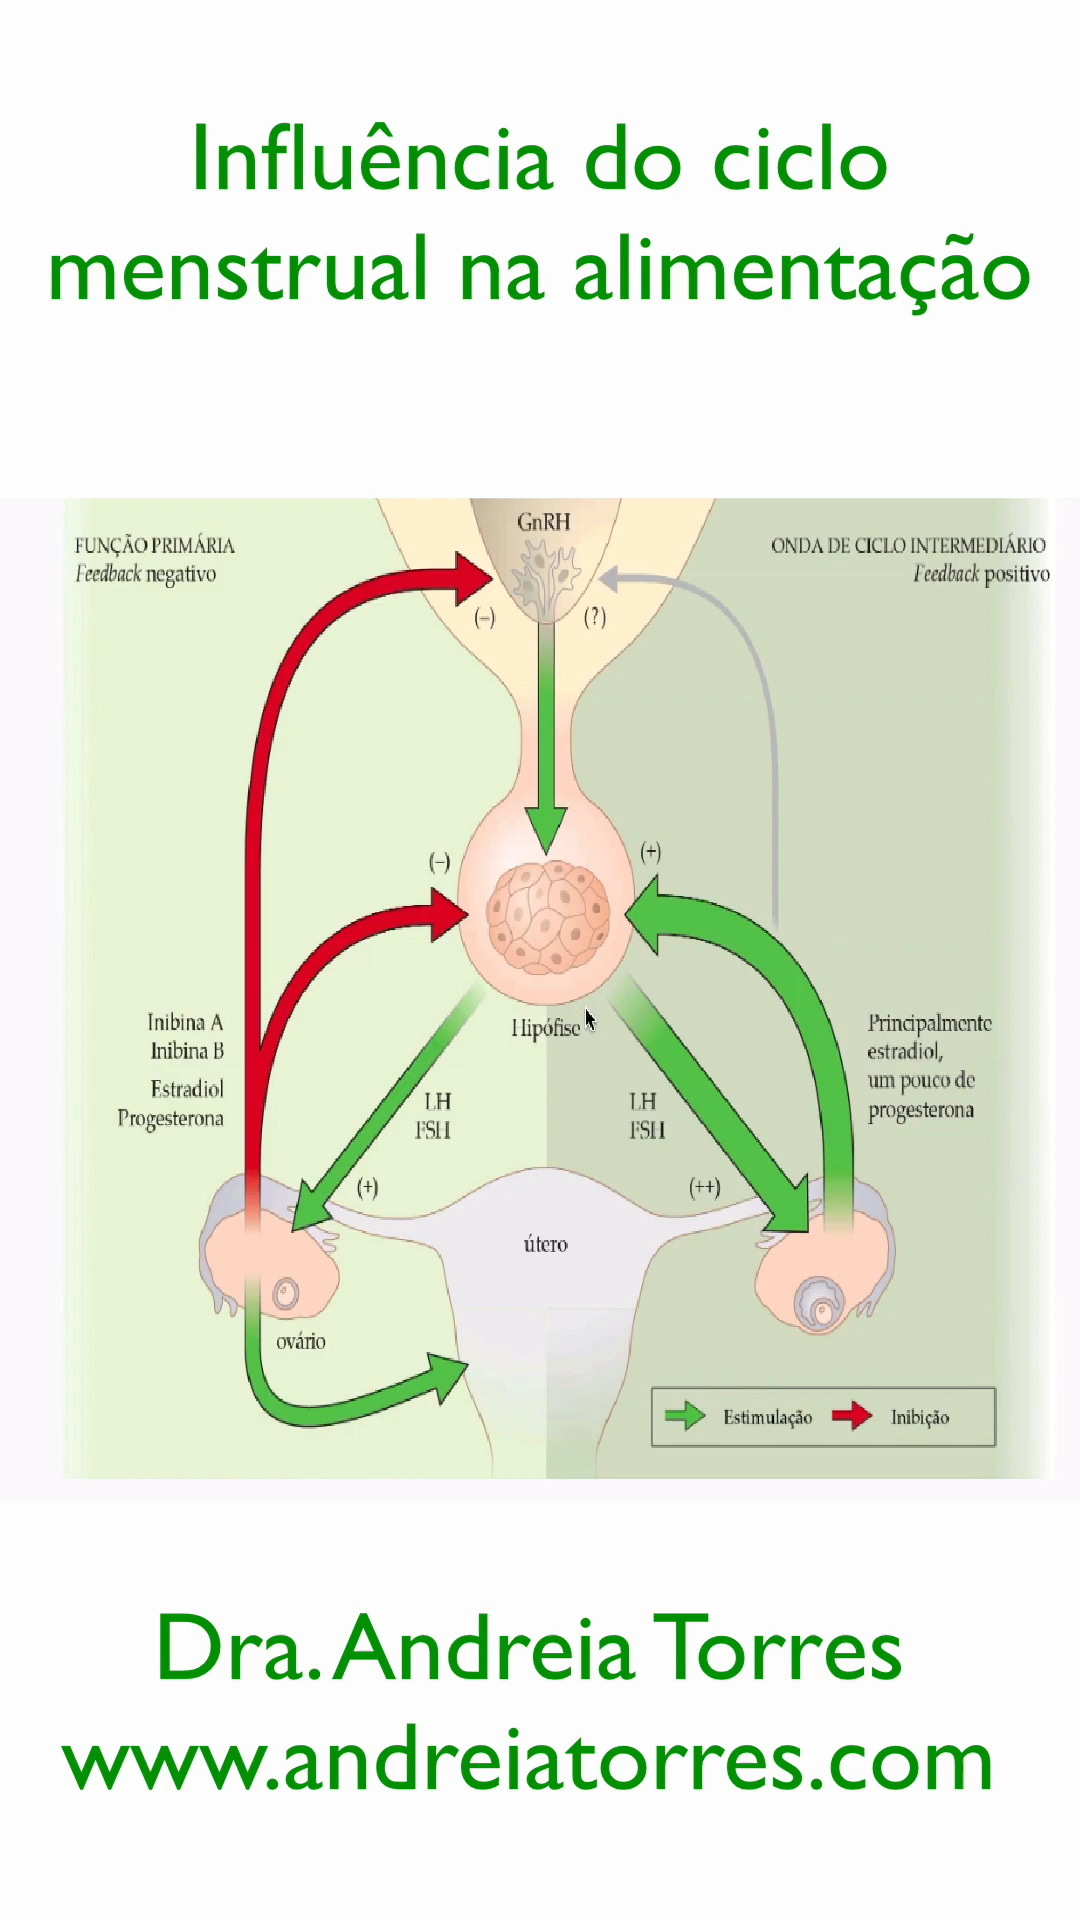 Influência do ciclo
menstrual na alimentação
GnRH
FUNÇÃO PRIMÁRIA
Feedback negativo
ONDA DE CICLO INTERMEDIÁRIO
Feedback positivo
(–)
(?)
(–)
(+)
Inibina A
Inibina B
Estradiol
Progesterona
Hipófise
Principalmente
estradiol,
um pouco de
progesterona
LH
FSH
LH
FSH
(+)
(++)
útero
ovário
Estimulação
Inibição
Dra. Andreia Torres
www.andreiatorres.com